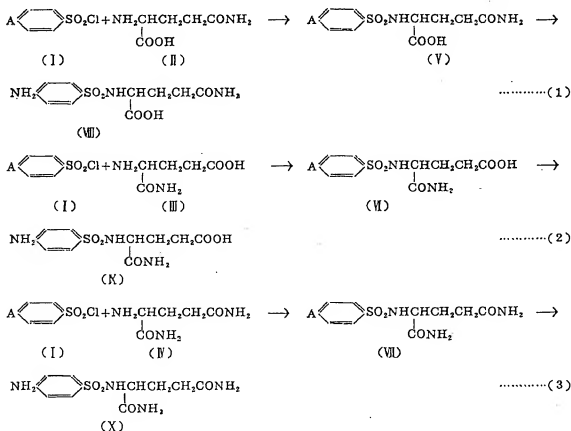 A SO₂Cl+NH₂CHCH₂CH₂CONH₂ → A SO₂NHCHCH₂CH₂CONH₂ →
COOH COOH
(I) (II) (V)
NH₂ SO₂NHCHCH₂CH₂CONH₂ ………(1)
COOH
(VIII)
A SO₂Cl+NH₂CHCH₂CH₂COOH → A SO₂NHCHCH₂CH₂COOH →
CONH₂ CONH₂
(I) (III) (VI)
NH₂ SO₂NHCHCH₂CH₂COOH ………(2)
CONH₂
(IX)
A SO₂Cl+NH₂CHCH₂CH₂CONH₂ → A SO₂NHCHCH₂CH₂CONH₂ →
CONH₂ CONH₂
(I) (IV) (VII)
NH₂ SO₂NHCHCH₂CH₂CONH₂ ………(3)
CONH₂
(X)